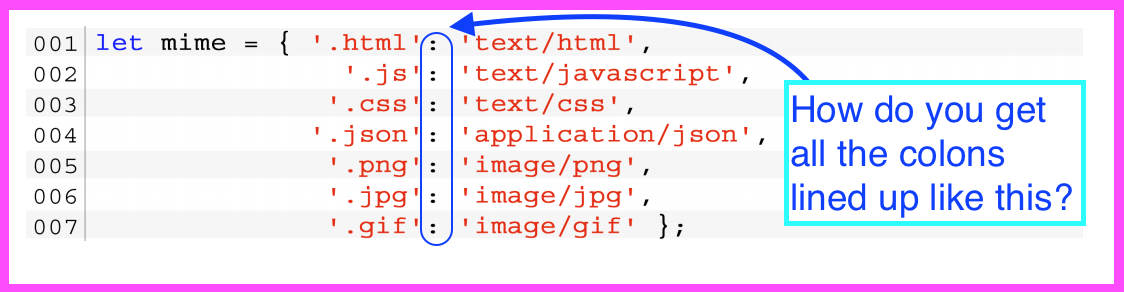 001 let mime = { '.html': 'text/html',
002 '.js': 'text/javascript',
003 '.css': 'text/css',
004 '.json': 'application/json',
005 '.png': 'image/png',
006 '.jpg': 'image/jpg',
007 '.gif': 'image/gif' };
How do you get
all the colons
lined up like this?